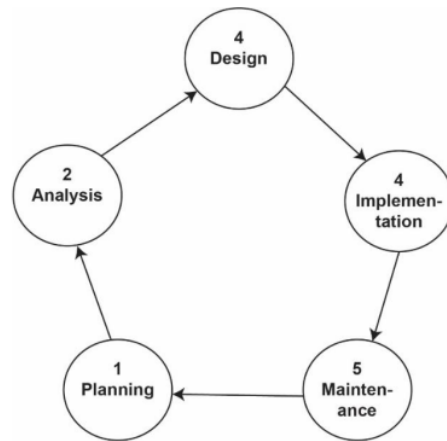 4
Design
4
Implemen-
tation
5
Mainten-
ance
1
Planning
2
Analysis